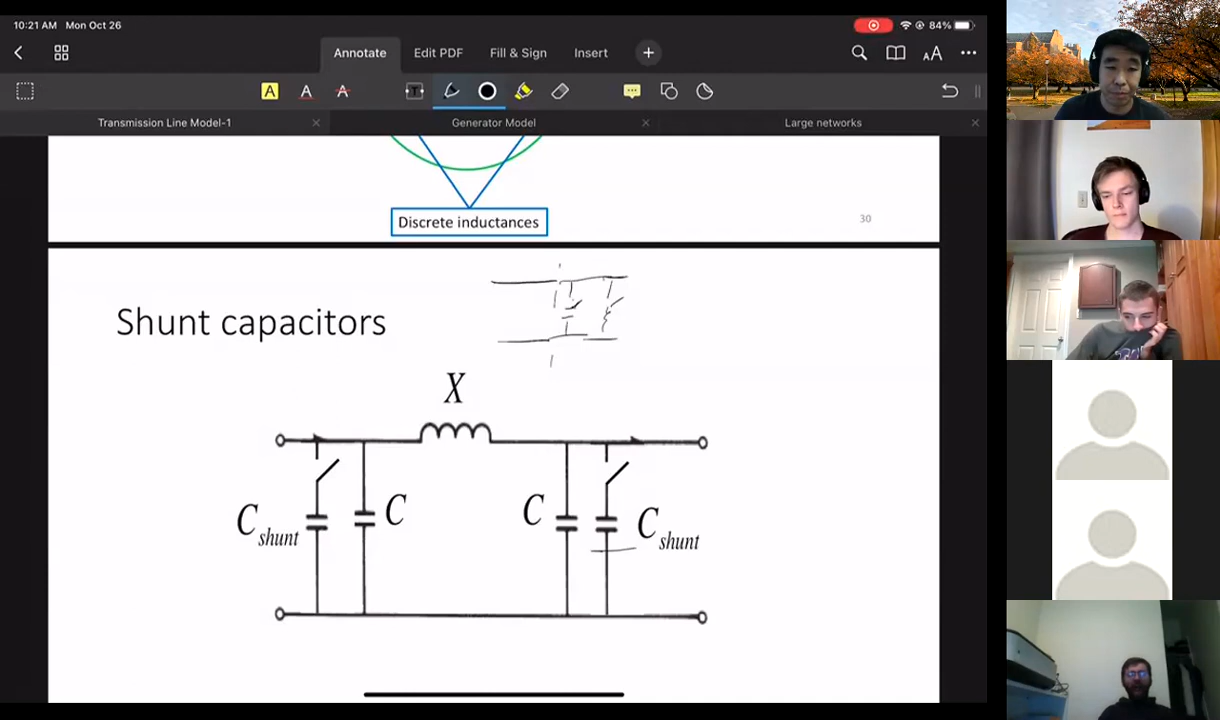 10:21 AM Mon Oct 26
84%
Annotate
Edit PDF
Fill & Sign
Insert
AA
A
A
A
T
Transmission Line Model-1
Generator Model
Large networks
Discrete inductances
30
Shunt capacitors
X
C shunt
C
C
C shunt